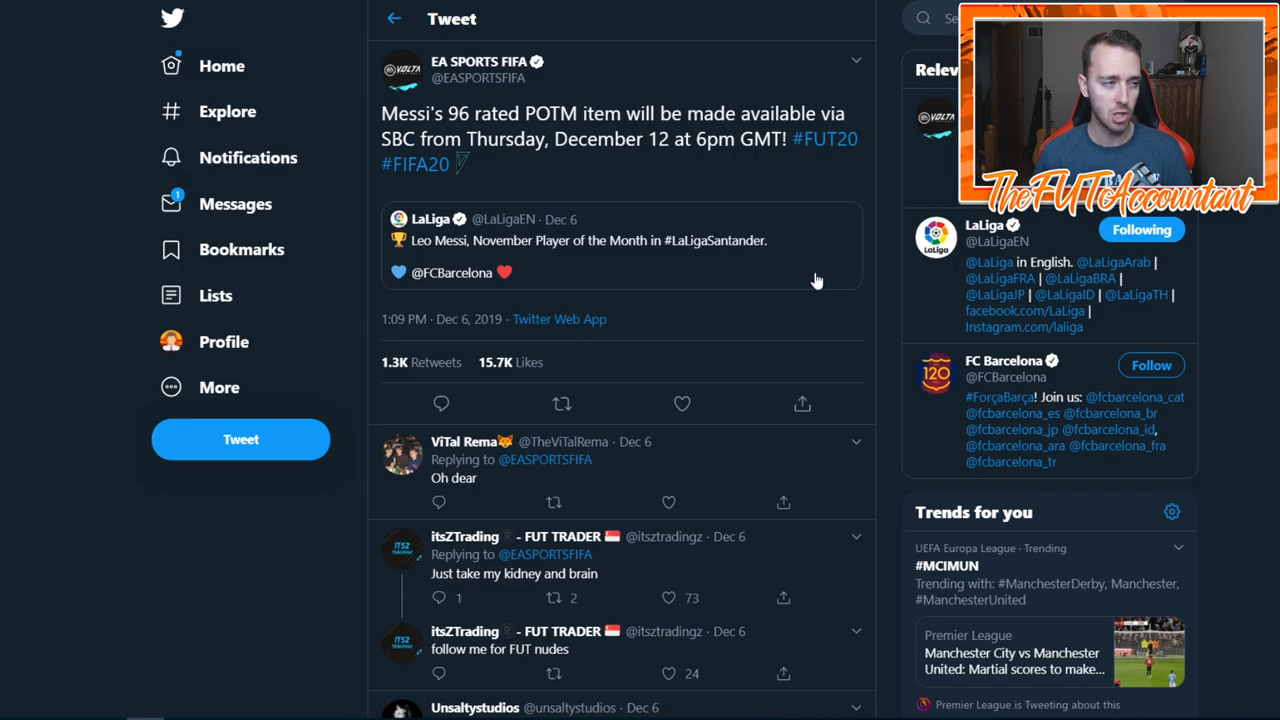 Tweet
Home
Explore
Notifications
1
Messages
Bookmarks
Lists
Profile
More
Tweet
EA SPORTS FIFA
@EASPORTSFIFA
Messi's 96 rated POTM item will be made available via
SBC from Thursday, December 12 at 6pm GMT! #FUT20
#FIFA20
LaLiga @LaLigaEN · Dec 6
Leo Messi, November Player of the Month in #LaLigaSantander.
@FCBarcelona
1:09 PM · Dec 6, 2019 · Twitter Web App
1.3K Retweets 15.7K Likes
ViTal Rema @TheViTalRema · Dec 6
Replying to @EASPORTSFIFA
Oh dear
itsZTrading - FUT TRADER @itsztradingz · Dec 6
Replying to @EASPORTSFIFA
Just take my kidney and brain
1 2 73
itsZTrading - FUT TRADER @itsztradingz · Dec 6
follow me for FUT nudes
24
Unsaltystudios @unsaltystudios · Dec 6
Se
Relev
TheFUTAccountant
LaLiga
Following
@LaLigaEN
@LaLiga in English. @LaLigaArab |
@LaLigaFRA | @LaLigaBRA |
@LaLigaJP | @LaLigaID | @LaLigaTH |
facebook.com/LaLiga |
Instagram.com/laliga
120
FC Barcelona
Follow
@FCBarcelona
#ForçaBarça! Join us: @fcbarcelona_cat
@fcbarcelona_es @fcbarcelona_br
@fcbarcelona_jp @fcbarcelona_id,
@fcbarcelona_ara @fcbarcelona_fra
@fcbarcelona_tr
Trends for you
UEFA Europa League · Trending
#MCIMUN
Trending with: #ManchesterDerby, Manchester,
#ManchesterUnited
Premier League
Manchester City vs Manchester
United: Martial scores to make...
Premier League is Tweeting about this